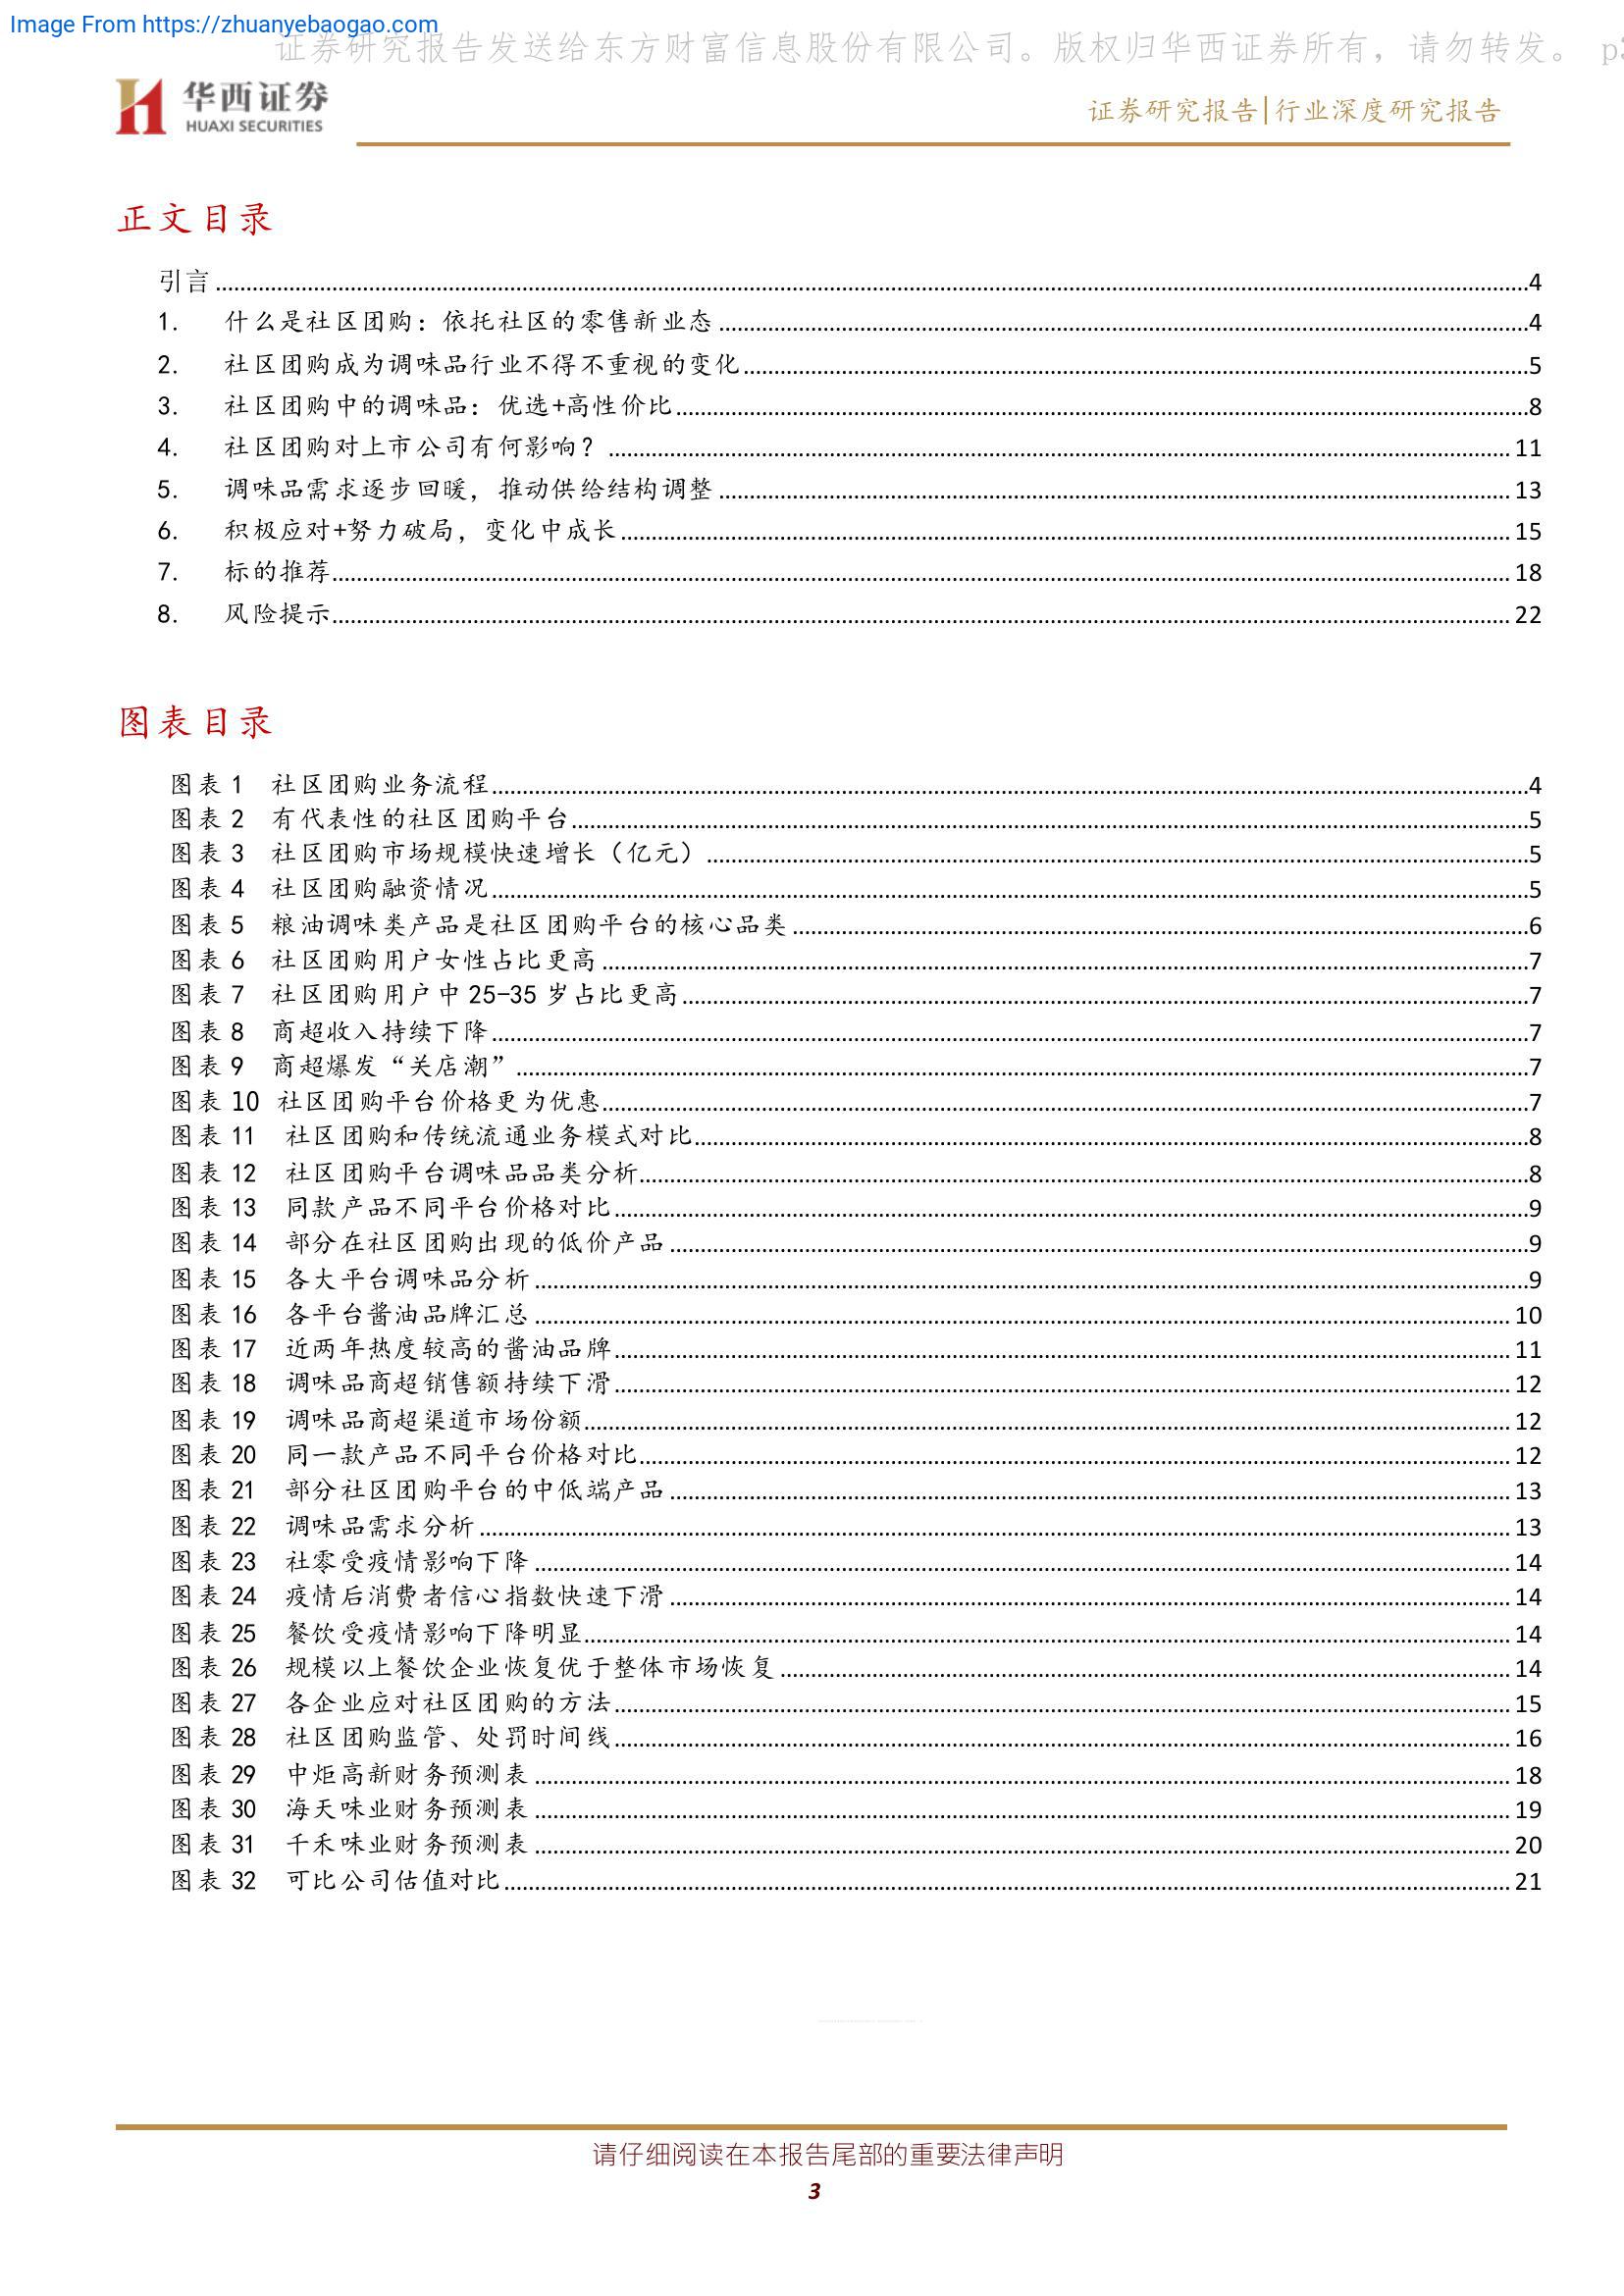 Image From https://zhuanyebaogao.com
证券研究报告发送给东方财富信息股份有限公司。版权归华西证券所有，请勿转发。 p3
华西证券
HUAXI SECURITIES
证券研究报告|行业深度研究报告
正文目录
引言 4
1. 什么是社区团购：依托社区的零售新业态 4
2. 社区团购成为调味品行业不得不重视的变化 5
3. 社区团购中的调味品：优选+高性价比 8
4. 社区团购对上市公司有何影响？ 11
5. 调味品需求逐步回暖，推动供给结构调整 13
6. 积极应对+努力破局，变化中成长 15
7. 标的推荐 18
8. 风险提示 22
图表目录
图表 1 社区团购业务流程 4
图表 2 有代表性的社区团购平台 5
图表 3 社区团购市场规模快速增长（亿元） 5
图表 4 社区团购融资情况 5
图表 5 粮油调味类产品是社区团购平台的核心品类 6
图表 6 社区团购用户女性占比更高 7
图表 7 社区团购用户中 25-35 岁占比更高 7
图表 8 商超收入持续下降 7
图表 9 商超爆发“关店潮” 7
图表 10 社区团购平台价格更为优惠 7
图表 11 社区团购和传统流通业务模式对比 8
图表 12 社区团购平台调味品品类分析 8
图表 13 同款产品不同平台价格对比 9
图表 14 部分在社区团购出现的低价产品 9
图表 15 各大平台调味品分析 9
图表 16 各平台酱油品牌汇总 10
图表 17 近两年热度较高的酱油品牌 11
图表 18 调味品商超销售额持续下滑 12
图表 19 调味品商超渠道市场份额 12
图表 20 同一款产品不同平台价格对比 12
图表 21 部分社区团购平台的中低端产品 13
图表 22 调味品需求分析 13
图表 23 社零受疫情影响下降 14
图表 24 疫情后消费者信心指数快速下滑 14
图表 25 餐饮受疫情影响下降明显 14
图表 26 规模以上餐饮企业恢复优于整体市场恢复 14
图表 27 各企业应对社区团购的方法 15
图表 28 社区团购监管、处罚时间线 16
图表 29 中炬高新财务预测表 18
图表 30 海天味业财务预测表 19
图表 31 千禾味业财务预测表 20
图表 32 可比公司估值对比 21
请仔细阅读在本报告尾部的重要法律声明
3